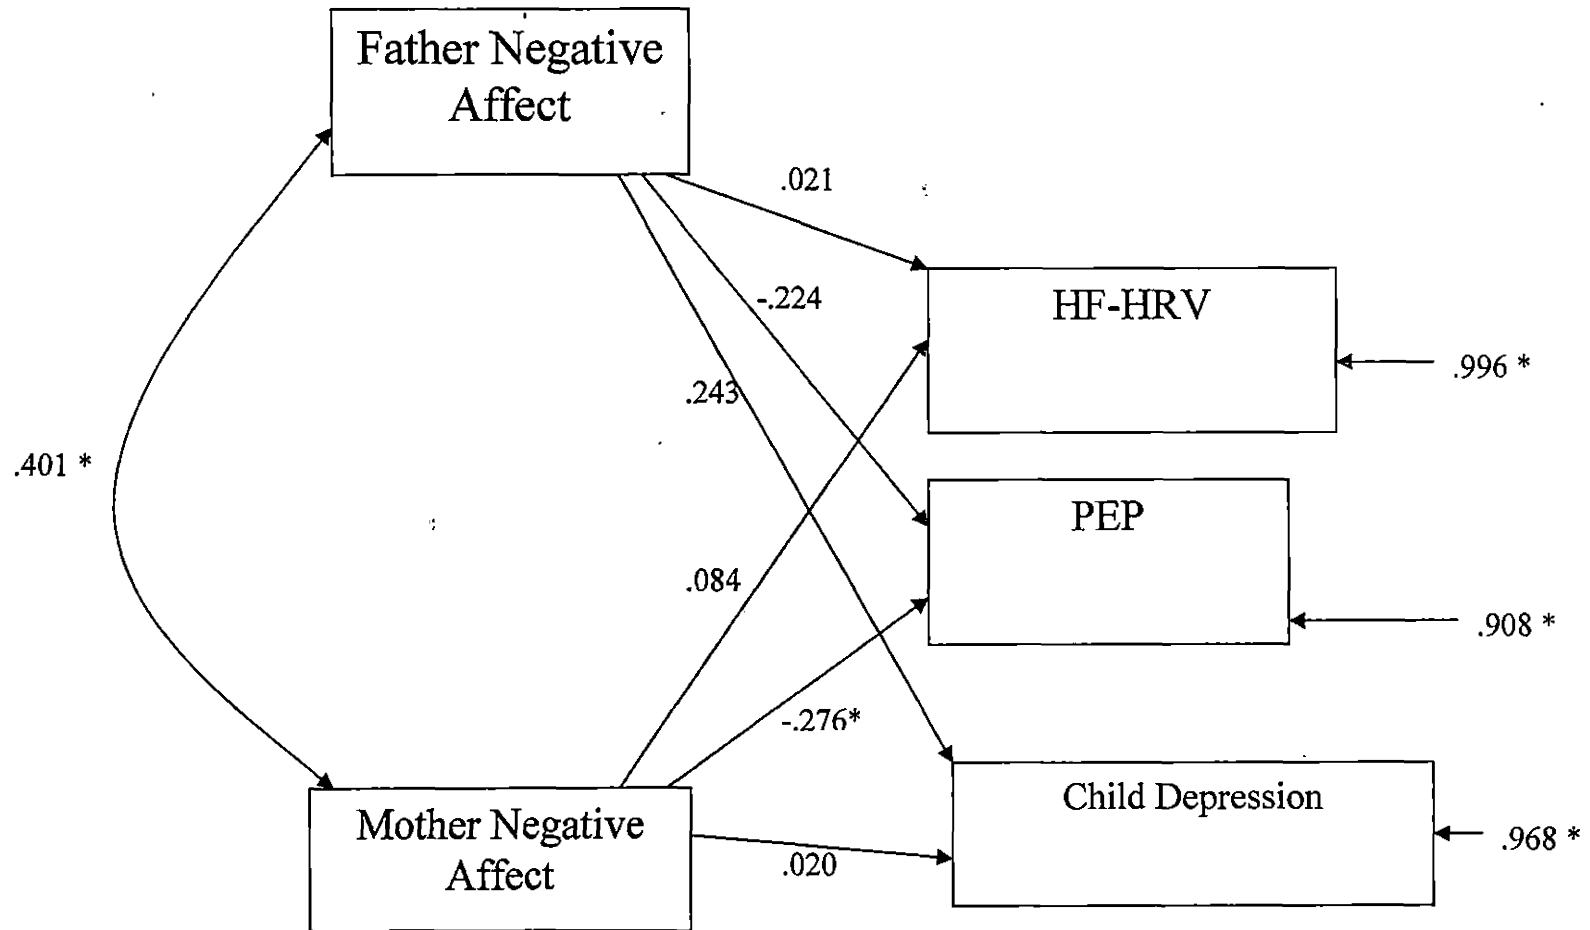 Father Negative
Affect
.021
HF-HRV
-.224
.996 *
.243
.401 *
PEP
.084
.908 *
-.276*
Child Depression
Mother Negative
Affect
.020
.968 *